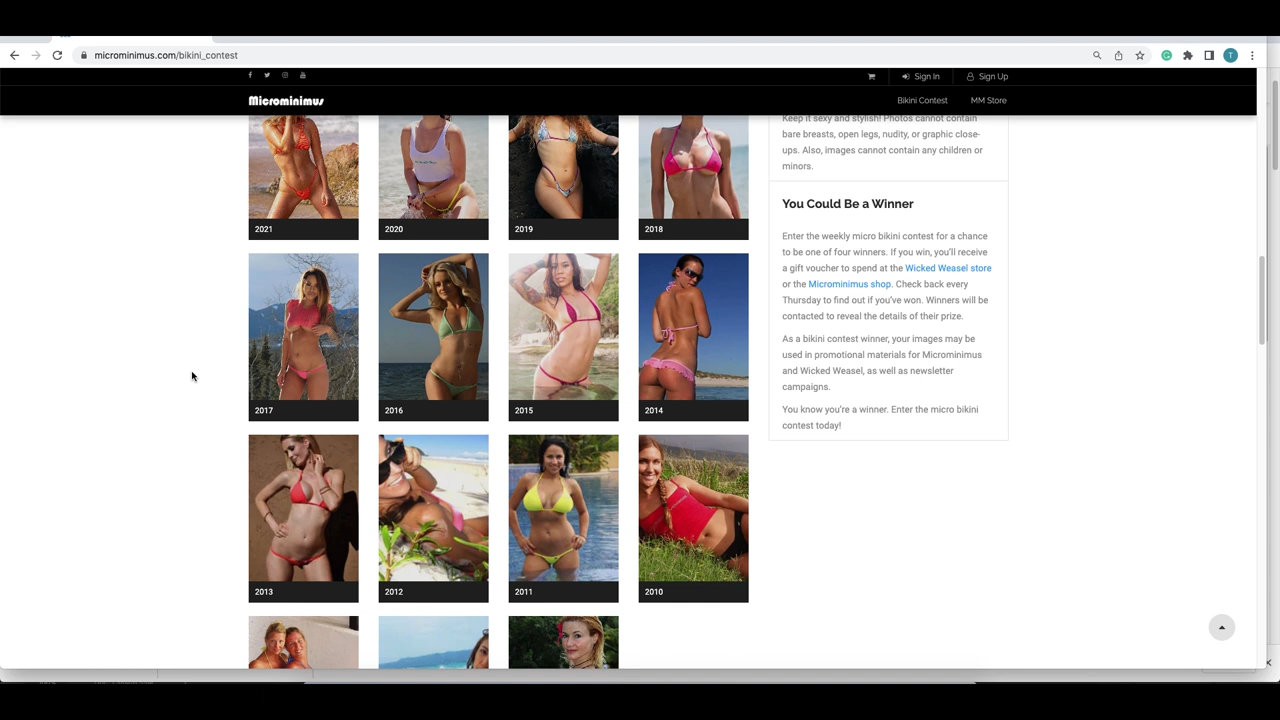 microminimus.com/bikini_contest
T
Sign In
Sign Up
Microminimus
Bikini Contest
MM Store
2021
2020
2019
2018
2017
2016
2015
2014
2013
2012
2011
2010
Keep it sexy and stylish! Photos cannot contain
bare breasts, open legs, nudity, or graphic close-
ups. Also, images cannot contain any children or
minors.
You Could Be a Winner
Enter the weekly micro bikini contest for a chance
to be one of four winners. If you win, you'll receive
a gift voucher to spend at the Wicked Weasel store
or the Microminimus shop. Check back every
Thursday to find out if you've won. Winners will be
contacted to reveal the details of their prize.
As a bikini contest winner, your images may be
used in promotional materials for Microminimus
and Wicked Weasel, as well as newsletter
campaigns.
You know you're a winner. Enter the micro bikini
contest today!